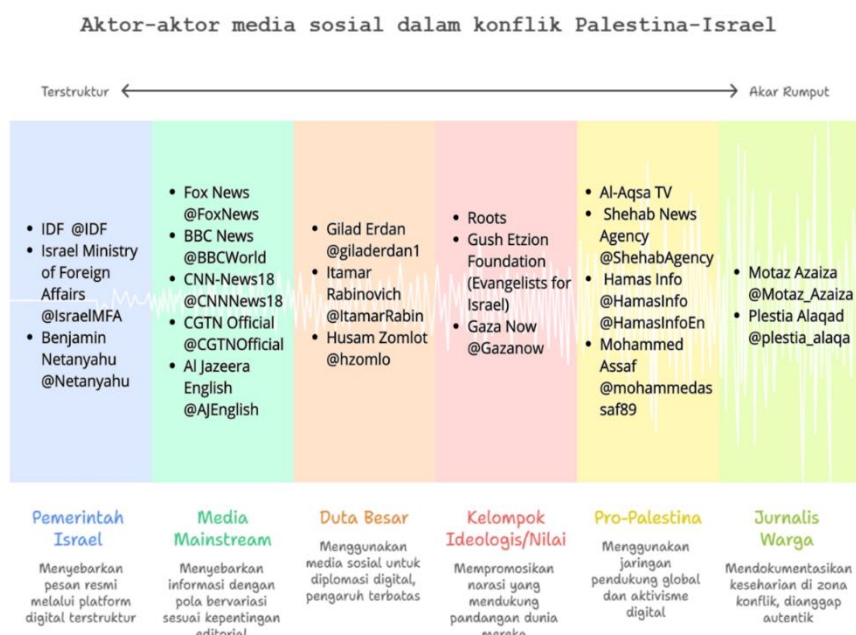 Aktor-aktor media sosial dalam konflik Palestina-Israel
Terstruktur
Akar Rumput
• IDF @IDF
• Israel Ministry
of Foreign
Affairs
@IsraelMFA
• Benjamin
Netanyahu
@Netanyahu
• Fox News
@FoxNews
• BBC News
@BBCWorld
• CNN-News18
@CNNNews18
• CGTN Official
@CGTNOfficial
• Al Jazeera
English
@AJEnglish
• Gilad Erdan
@giladerdan1
• Itamar
Rabinovich
@ItamarRabin
• Husam Zomlot
@hzomlo
• Roots
• Gush Etzion
Foundation
(Evangelists for
Israel)
• Gaza Now
@Gazanow
• Al-Aqsa TV
• Shehab News
Agency
@ShehabAgency
• Hamas Info
@HamasInfo
@HamasInfoEn
• Mohammed
Assaf
@mohammedas
saf89
• Motaz Azaiza
@Motaz_Azaiza
• Plestia Alaqad
@plestia_alaqa
Pemerintah
Israel
Menyebarkan
pesan resmi
melalui platform
digital terstruktur
Media
Mainstream
Menyebarkan
informasi dengan
pola bervariasi
sesuai kepentingan
editorial
Duta Besar
Menggunakan
media sosial untuk
diplomasi digital,
pengaruh terbatas
Kelompok
Ideologis/Nilai
Mempromosikan
narasi yang
mendukung
pandangan dunia
mereka
Pro-Palestina
Menggunakan
jaringan
pendukung global
dan aktivisme
digital
Jurnalis
Warga
Mendokumentasikan
keseharian di zona
konflik, dianggap
autentik